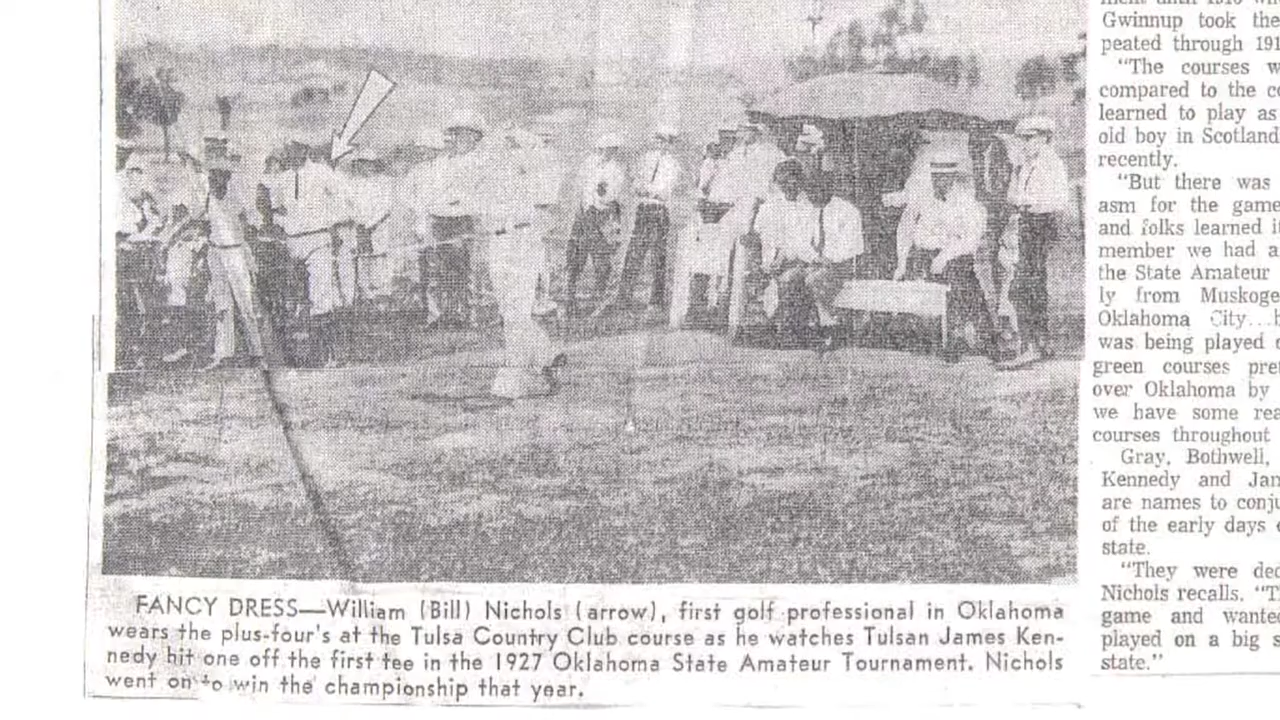 FANCY DRESS—William (Bill) Nichols (arrow), first golf professional in Oklahoma
wears the plus-four's at the Tulsa Country Club course as he watches Tulsan James Ken-
nedy hit one off the first tee in the 1927 Oklahoma State Amateur Tournament. Nichols
went on to win the championship that year.
Gwinnup took the
peated through 191
"The courses w
compared to the co
learned to play as
old boy in Scotland
recently.
"But there was
asm for the game
and folks learned i
member we had a
the State Amateur
ly from Muskoge
Oklahoma City...h
was being played o
green courses pret
over Oklahoma by
we have some rea
courses throughout
Gray, Bothwell,
Kennedy and Jan
are names to conju
of the early days
state.
"They were ded
Nichols recalls. "T
game and wanted
played on a big s
state."